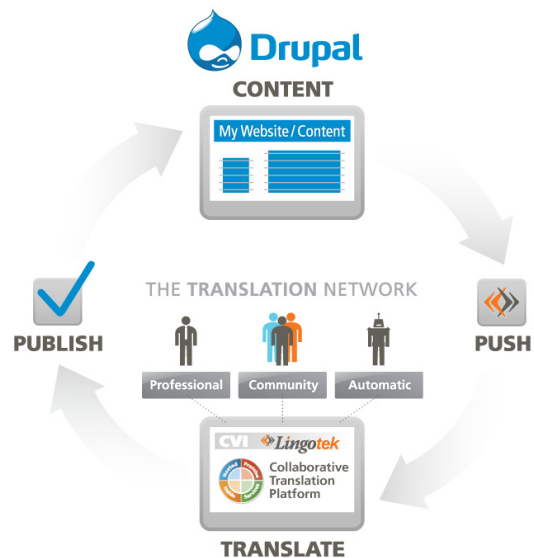 Drupal
CONTENT
My Website / Content
THE TRANSLATION NETWORK
PUBLISH
PUSH
Professional
Community
Automatic
CVI
Lingotek
Collaborative
Translation
Platform
TRANSLATE